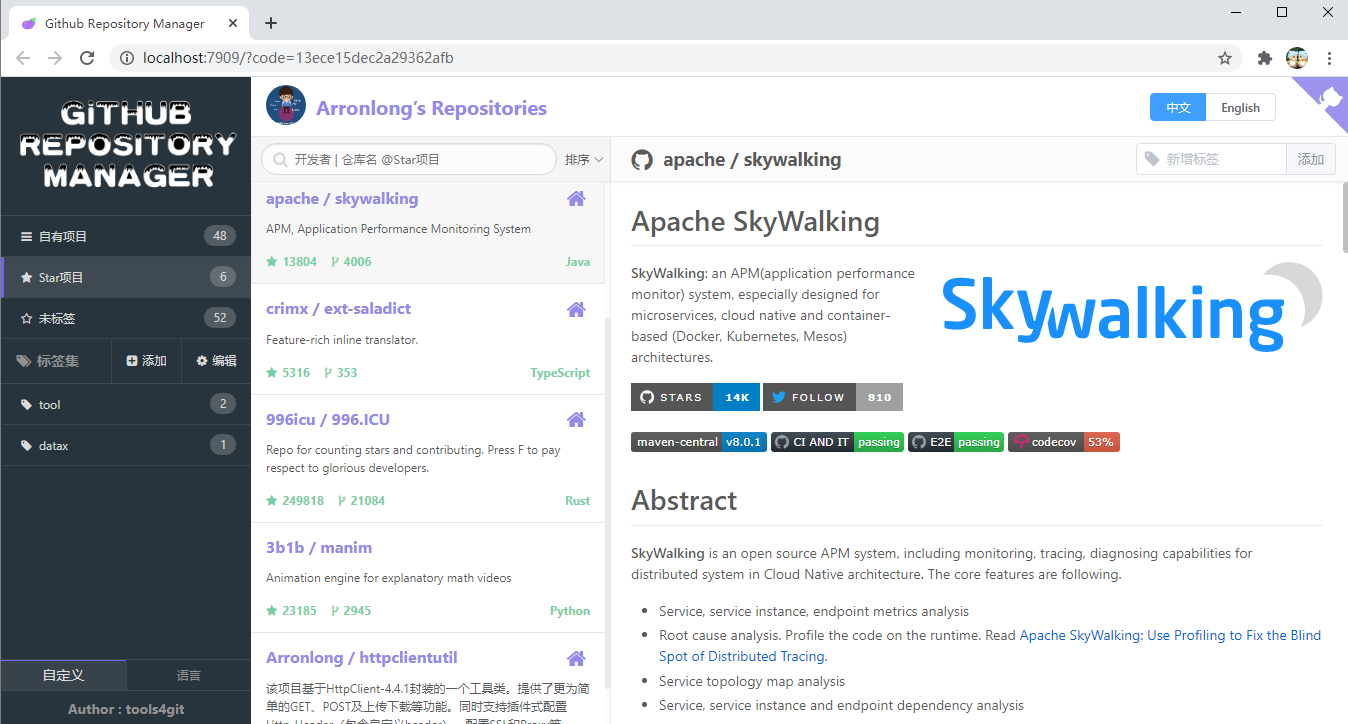 Github Repository Manager
localhost:7909/?code=13ece15dec2a29362afb
GITHUB
REPOSITORY
MANAGER
自有项目 48
Star项目 6
未标签 52
标签集 添加 编辑
tool 2
datax 1
自定义 语言
Author : tools4git
Arronlong’s Repositories
中文 English
开发者 | 仓库名 @Star项目 排序
apache / skywalking
APM, Application Performance Monitoring System
13804 4006 Java
crimx / ext-saladict
Feature-rich inline translator.
5316 353 TypeScript
996icu / 996.ICU
Repo for counting stars and contributing. Press F to pay
respect to glorious developers.
249818 21084 Rust
3b1b / manim
Animation engine for explanatory math videos
23185 2945 Python
Arronlong / httpclientutil
该项目基于HttpClient-4.4.1封装的一个工具类。提供了更为简
单的GET、POST及上传下载等功能。同时支持插件式配置
apache / skywalking
新增标签 添加
Apache SkyWalking
SkyWalking: an APM(application performance
monitor) system, especially designed for
microservices, cloud native and container-
based (Docker, Kubernetes, Mesos)
architectures.
Skywalking
STARS 14K FOLLOW 810
maven-central v8.0.1 CI AND IT passing E2E passing codecov 53%
Abstract
SkyWalking is an open source APM system, including monitoring, tracing, diagnosing capabilities for
distributed system in Cloud Native architecture. The core features are following.
Service, service instance, endpoint metrics analysis
Root cause analysis. Profile the code on the runtime. Read Apache SkyWalking: Use Profiling to Fix the Blind
Spot of Distributed Tracing.
Service topology map analysis
Service, service instance and endpoint dependency analysis